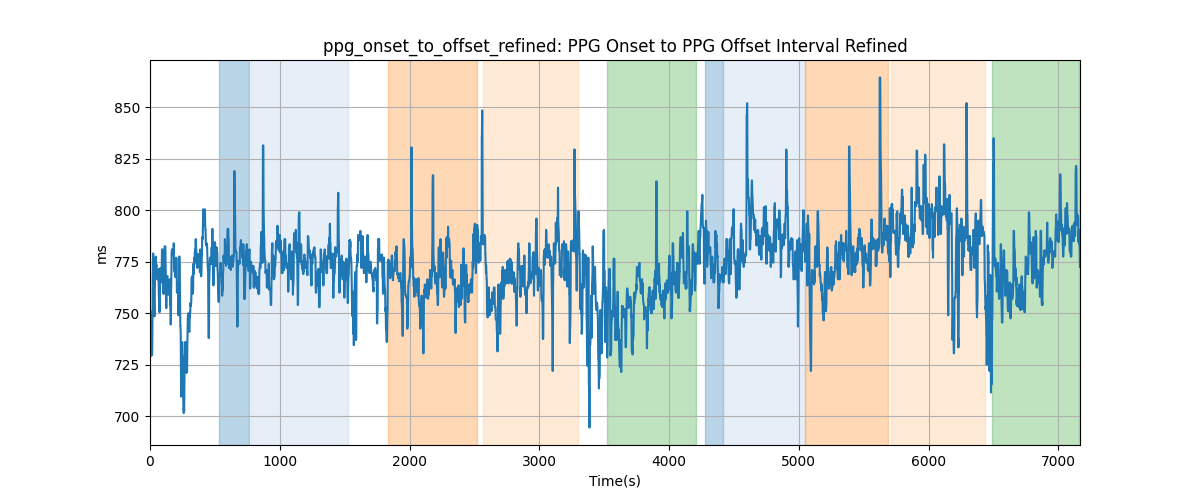 ppg_onset_to_offset_refined: PPG Onset to PPG Offset Interval Refined
850
825
800
775
750
725
700
ms
0 1000 2000 3000 4000 5000 6000 7000
Time(s)